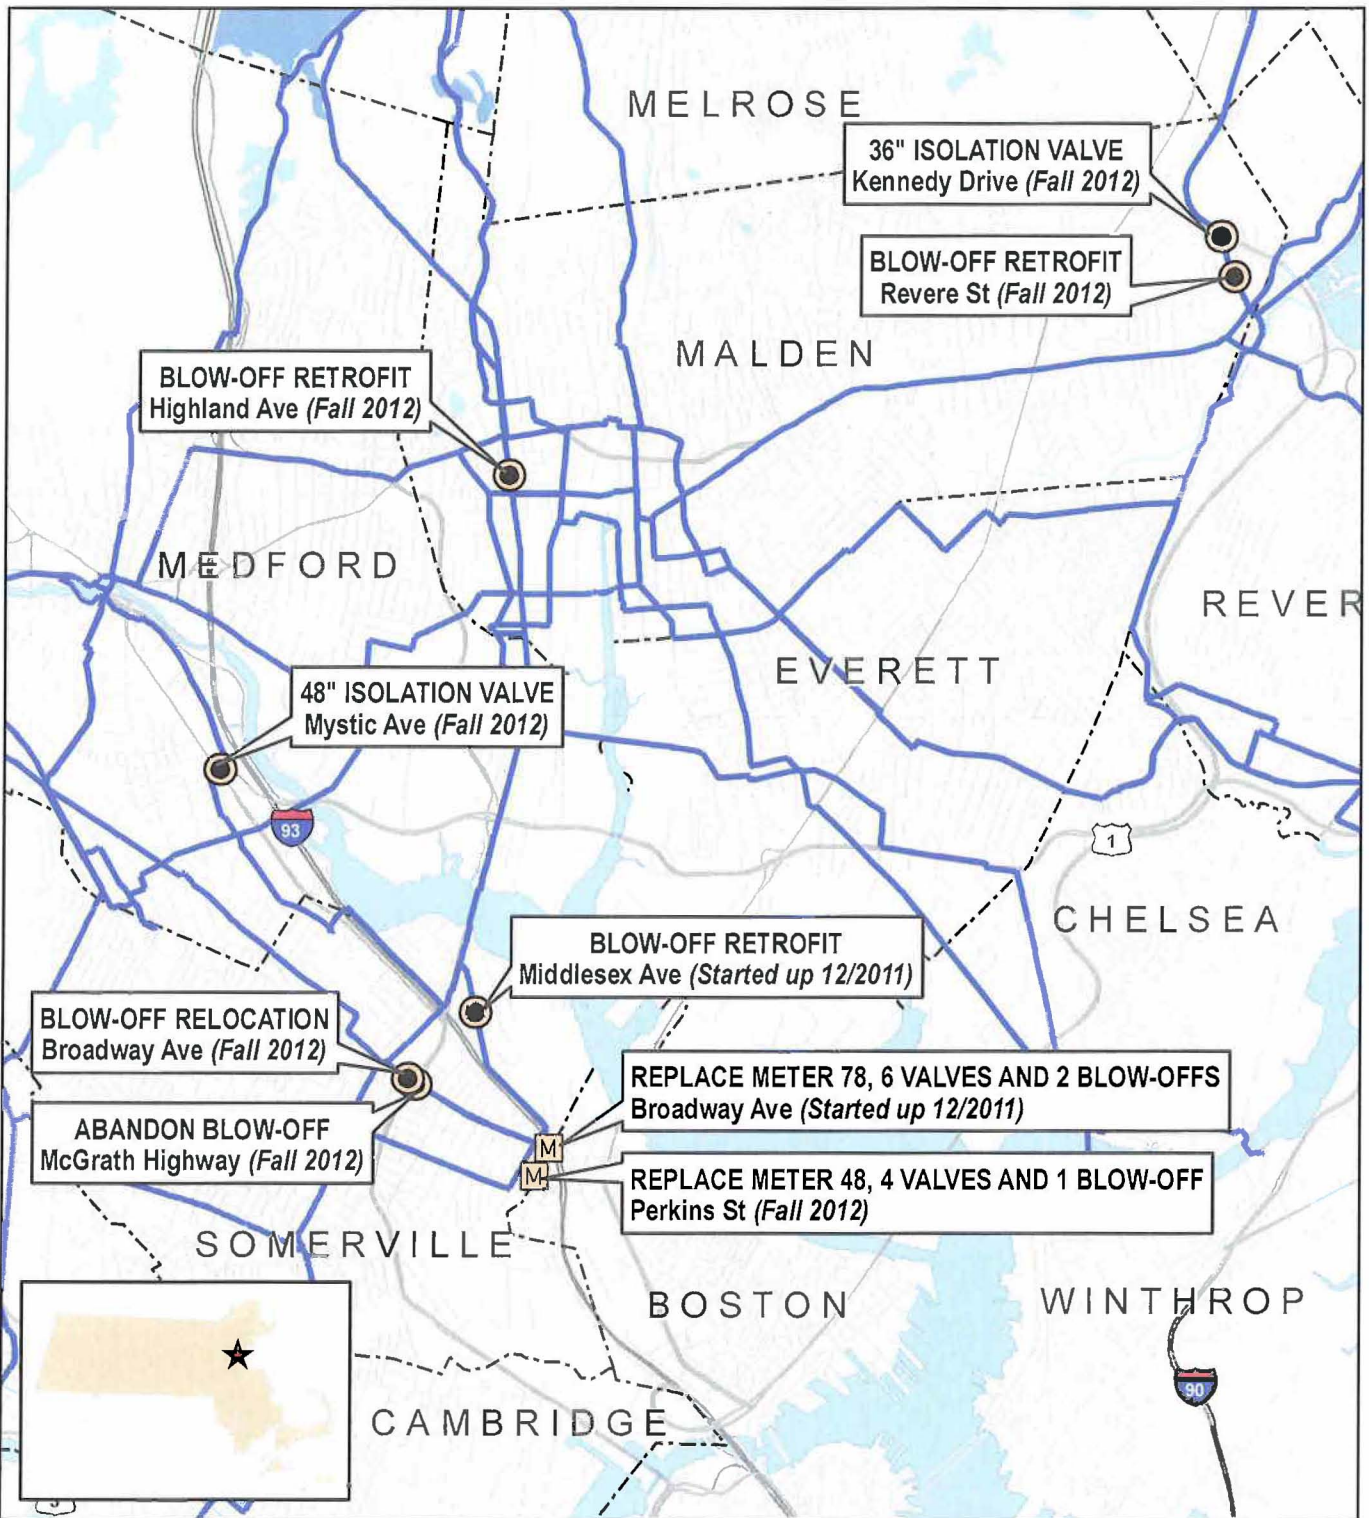 MELROSE
36" ISOLATION VALVE
Kennedy Drive (Fall 2012)
BLOW-OFF RETROFIT
Revere St (Fall 2012)
MALDEN
BLOW-OFF RETROFIT
Highland Ave (Fall 2012)
MEDFORD
REVER
EVERETT
48" ISOLATION VALVE
Mystic Ave (Fall 2012)
93
1
CHELSEA
BLOW-OFF RETROFIT
Middlesex Ave (Started up 12/2011)
BLOW-OFF RELOCATION
Broadway Ave (Fall 2012)
REPLACE METER 78, 6 VALVES AND 2 BLOW-OFFS
Broadway Ave (Started up 12/2011)
ABANDON BLOW-OFF
McGrath Highway (Fall 2012)
M
M
REPLACE METER 48, 4 VALVES AND 1 BLOW-OFF
Perkins St (Fall 2012)
SOMERVILLE
BOSTON
WINTHROP
90
CAMBRIDGE